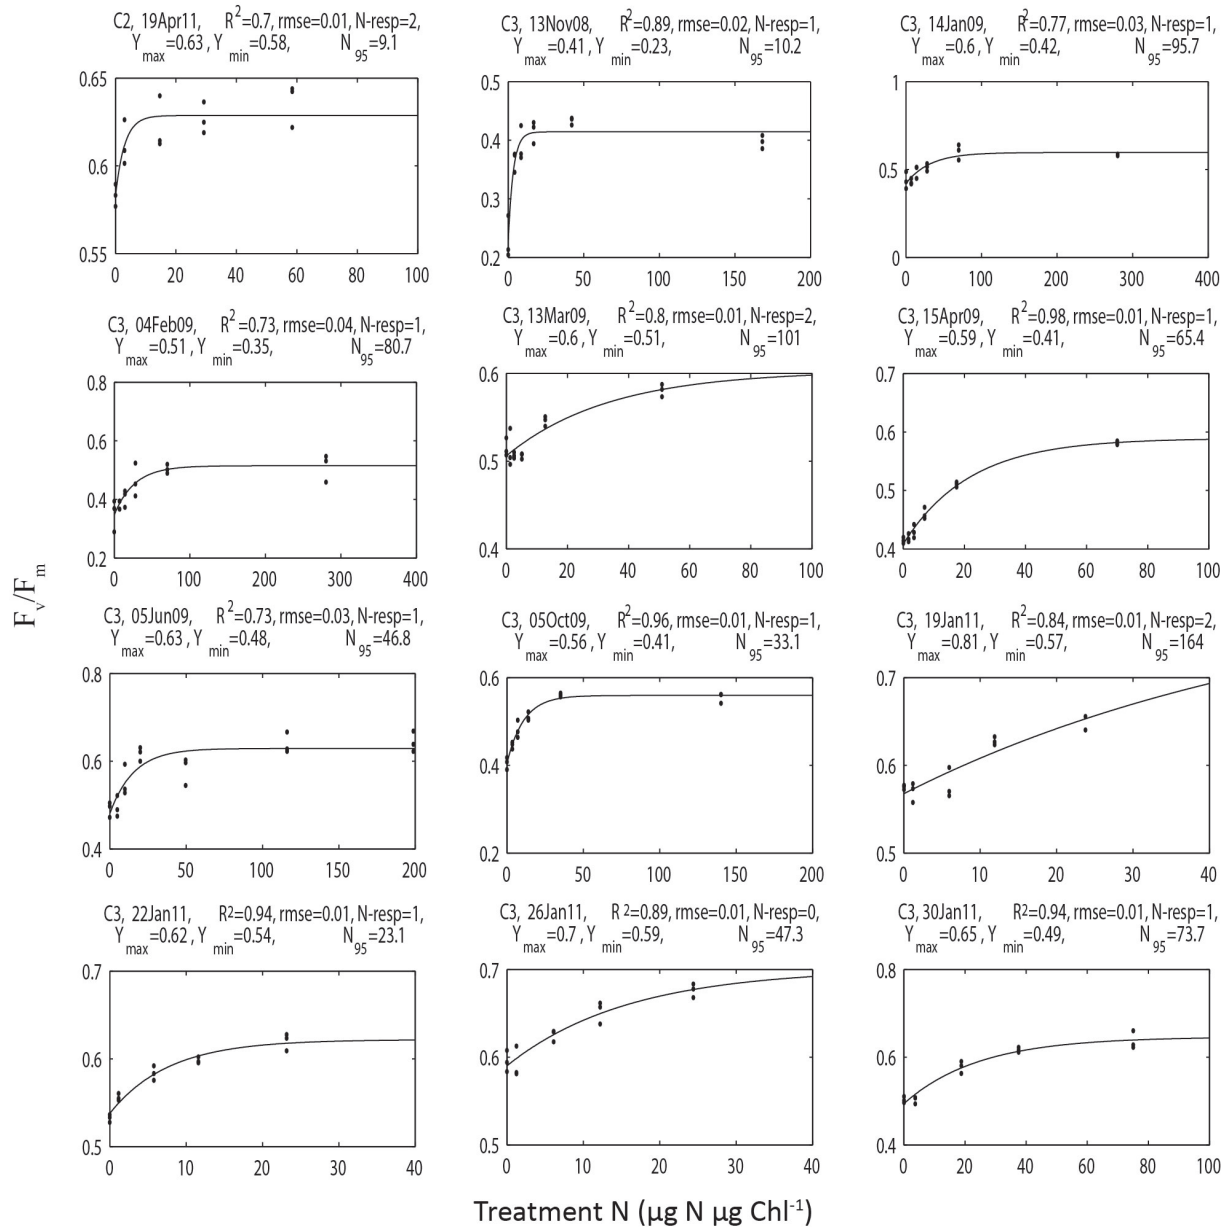 C2, 19Apr11, R2=0.7, rmse=0.01, N-resp=2,
Ymax=0.63, Ymin=0.58, N95=9.1
0.65
0.6
0.55
0 20 40 60 80 100
C3, 13Nov08, R2=0.89, rmse=0.02, N-resp=1,
Ymax=0.41, Ymin=0.23, N95=10.2
0.5
0.4
0.3
0.2
0 50 100 150 200
C3, 14Jan09, R2=0.77, rmse=0.03, N-resp=1,
Ymax=0.6, Ymin=0.42, N95=95.7
1
0.5
0
0 100 200 300 400
C3, 04Feb09, R2=0.73, rmse=0.04, N-resp=1,
Ymax=0.51, Ymin=0.35, N95=80.7
0.8
0.6
0.4
0.2
0 100 200 300 400
C3, 13Mar09, R2=0.8, rmse=0.01, N-resp=2,
Ymax=0.6, Ymin=0.51, N95=101
0.6
0.5
0.4
0 20 40 60 80 100
C3, 15Apr09, R2=0.98, rmse=0.01, N-resp=1,
Ymax=0.59, Ymin=0.41, N95=65.4
0.7
0.6
0.5
0.4
0 20 40 60 80 100
Fv/Fm
C3, 05Jun09, R2=0.73, rmse=0.03, N-resp=1,
Ymax=0.63, Ymin=0.48, N95=46.8
0.8
0.6
0.4
0 50 100 150 200
C3, 05Oct09, R2=0.96, rmse=0.01, N-resp=1,
Ymax=0.56, Ymin=0.41, N95=33.1
0.6
0.4
0.2
0 50 100 150 200
C3, 19Jan11, R2=0.84, rmse=0.01, N-resp=2,
Ymax=0.81, Ymin=0.57, N95=164
0.7
0.6
0.5
0 10 20 30 40
C3, 22Jan11, R2=0.94, rmse=0.01, N-resp=1,
Ymax=0.62, Ymin=0.54, N95=23.1
0.7
0.6
0.5
0 10 20 30 40
C3, 26Jan11, R2=0.89, rmse=0.01, N-resp=0,
Ymax=0.7, Ymin=0.59, N95=47.3
0.7
0.6
0.5
0 10 20 30 40
C3, 30Jan11, R2=0.94, rmse=0.01, N-resp=1,
Ymax=0.65, Ymin=0.49, N95=73.7
0.8
0.6
0.4
0 20 40 60 80 100
Treatment N (µg N µg Chl-1)